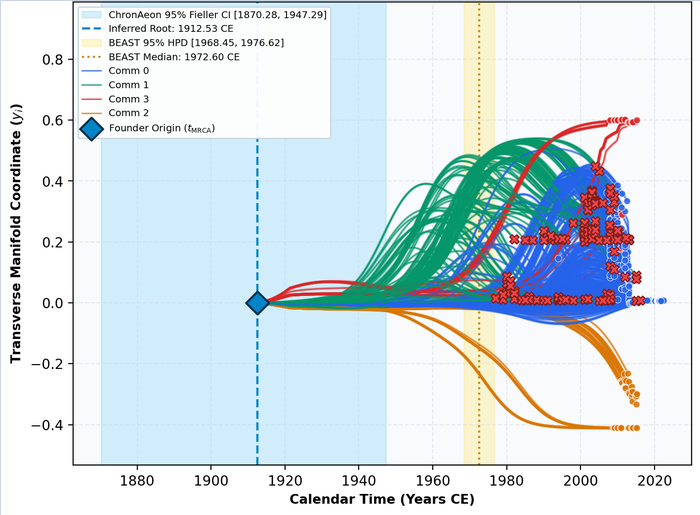 ChronAeon 95% Fieller CI [1870.28, 1947.29]
Inferred Root: 1912.53 CE
BEAST 95% HPD [1968.45, 1976.62]
BEAST Median: 1972.60 CE
Comm 0
Comm 1
Comm 3
Comm 2
Founder Origin (tMRCA)
Transverse Manifold Coordinate (yi)
0.8
0.6
0.4
0.2
0.0
−0.2
−0.4
1880 1900 1920 1940 1960 1980 2000 2020
Calendar Time (Years CE)